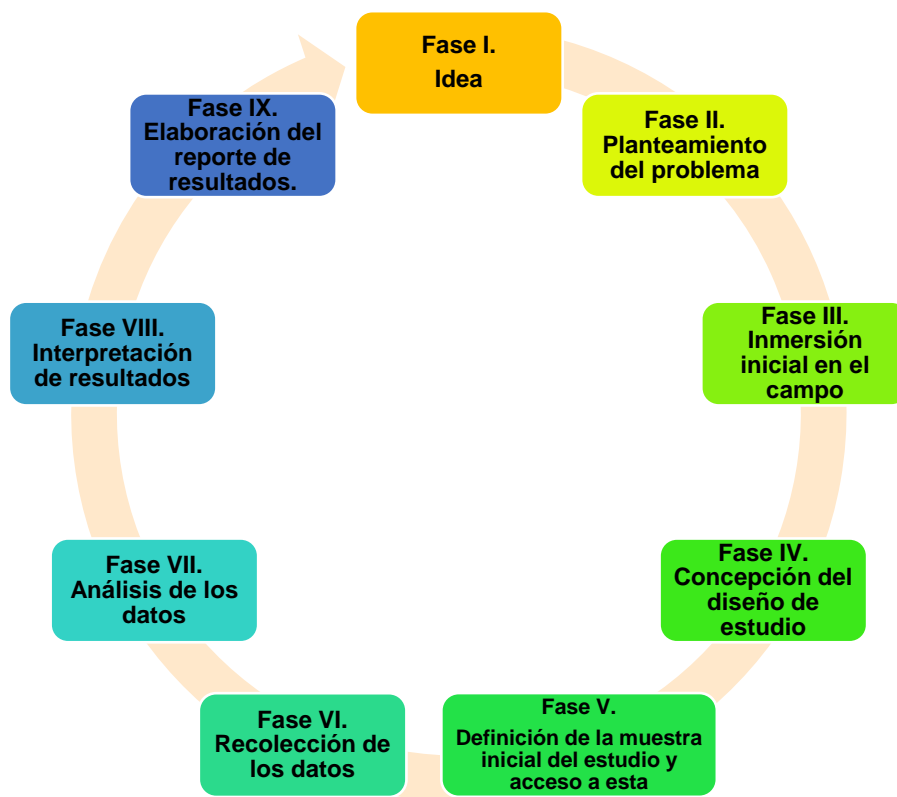 Fase I.
Idea
Fase II.
Planteamiento
del problema
Fase III.
Inmersión
inicial en el
campo
Fase IV.
Concepción del
diseño de
estudio
Fase V.
Definición de la muestra
inicial del estudio y
acceso a esta
Fase VI.
Recolección de
los datos
Fase VII.
Análisis de los
datos
Fase VIII.
Interpretación
de resultados
Fase IX.
Elaboración del
reporte de
resultados.